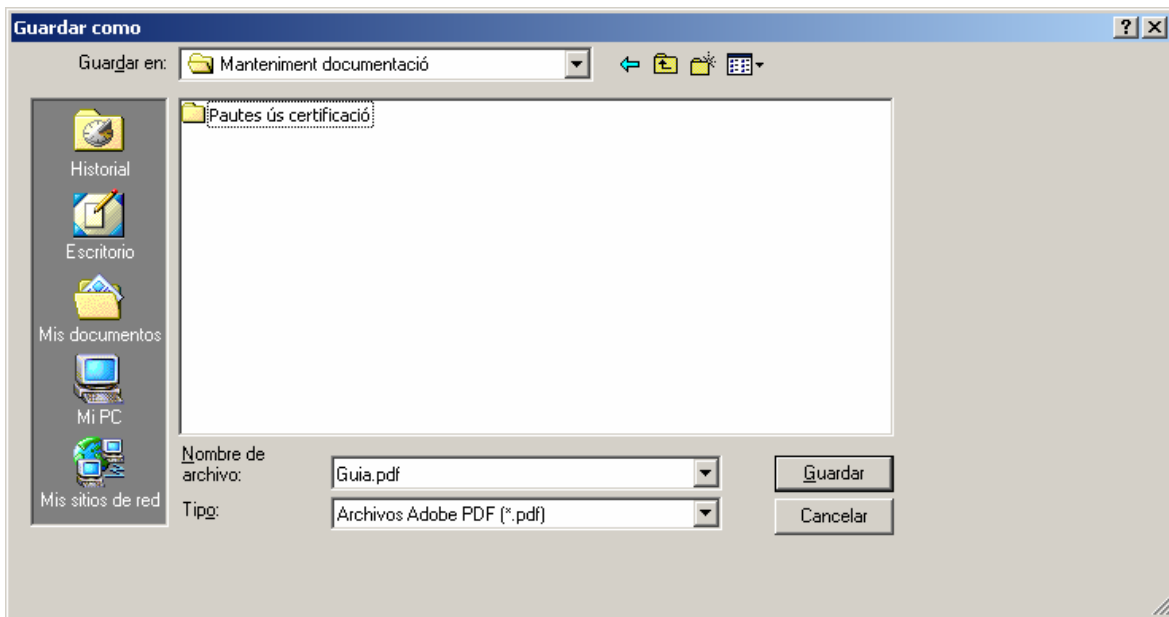 Guardar como
Guardar en:
Manteniment documentació
Pautes ús certificació
Historial
Escritorio
Mis documentos
Mi PC
Mis sitios de red
Nombre de
archivo:
Guia.pdf
Guardar
Tipo:
Archivos Adobe PDF (*.pdf)
Cancelar